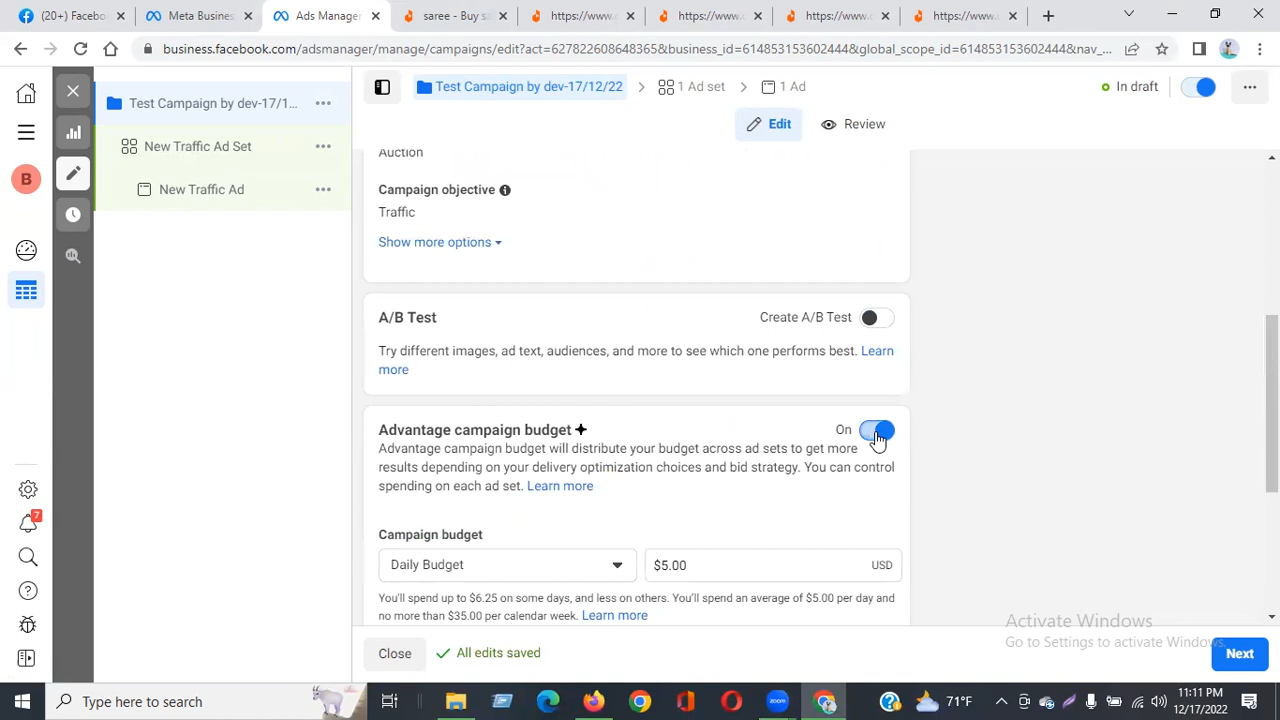 (20+) Faceboo
Meta Busines
Ads Manager
saree - Buy sa
https://www.
https://www.
https://www.
https://www.
business.facebook.com/adsmanager/manage/campaigns/edit?act=627822608648365&business_id=6148531536024​44&global_scope_id=614853153602444&nav_...
Test Campaign by dev-17/1...
New Traffic Ad Set
New Traffic Ad
B
7
Test Campaign by dev-17/12/22
1 Ad set
1 Ad
In draft
Edit
Review
Auction
Campaign objective
Traffic
Show more options
A/B Test
Create A/B Test
Try different images, ad text, audiences, and more to see which one performs best. Learn
more
Advantage campaign budget
On
Advantage campaign budget will distribute your budget across ad sets to get more
results depending on your delivery optimization choices and bid strategy. You can control
spending on each ad set. Learn more
Campaign budget
Daily Budget
$5.00
USD
You'll spend up to $6.25 on some days, and less on others. You'll spend an average of $5.00 per day and
no more than $35.00 per calendar week. Learn more
Activate Windows
Go to Settings to activate Windows.
Close
All edits saved
Next
Type here to search
zoom
71°F
11:11 PM
12/17/2022